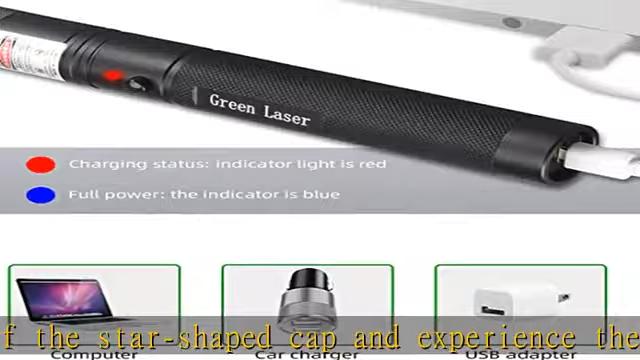 Green Laser
Charging status: indicator light is red
Full power: the indicator is blue
f the star-shaped cap and experience the
Computer
Car charger
USB adapter